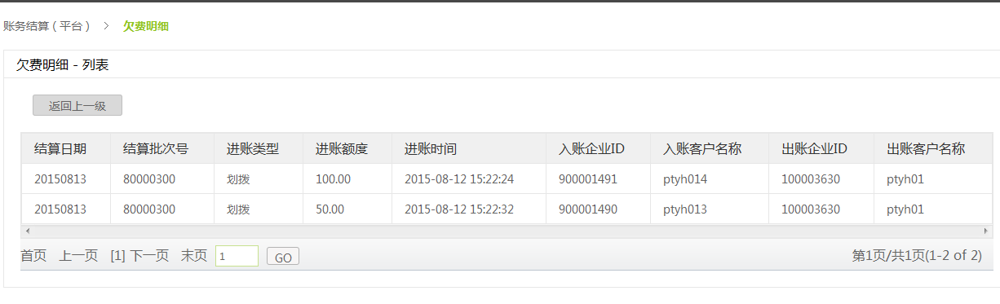 账务结算（平台） > 欠费明细
欠费明细 - 列表
返回上一级
结算日期 结算批次号 进账类型 进账额度 进账时间 入账企业ID 入账客户名称 出账企业ID 出账客户名称
20150813 80000300 划拨 100.00 2015-08-12 15:22:24 900001491 ptyh014 100003630 ptyh01
20150813 80000300 划拨 50.00 2015-08-12 15:22:32 900001490 ptyh013 100003630 ptyh01
首页 上一页 [1] 下一页 末页 1 GO 第1页/共1页(1-2 of 2)